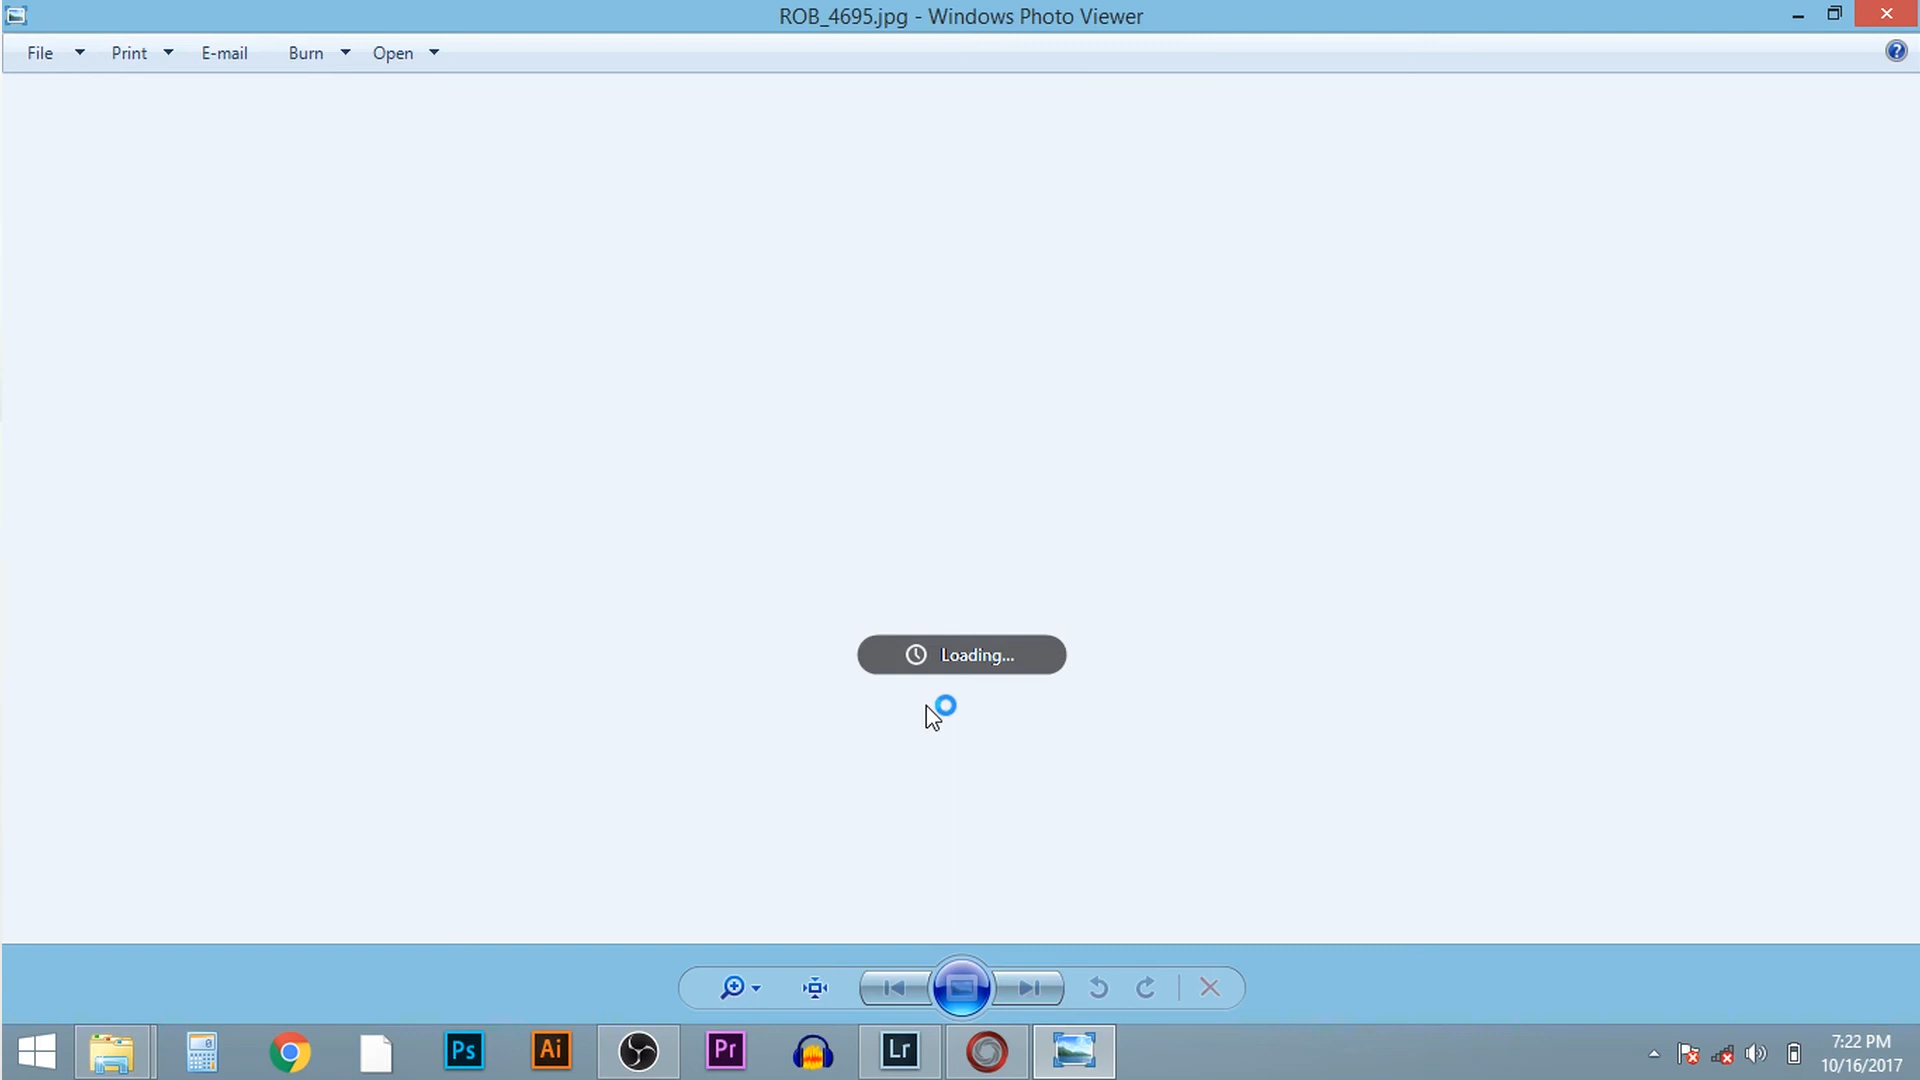 ROB_4695.jpg - Windows Photo Viewer
File Print E-mail Burn Open
?
Loading...
0
Ps Ai Pr Lr
7:22 PM
10/16/2017